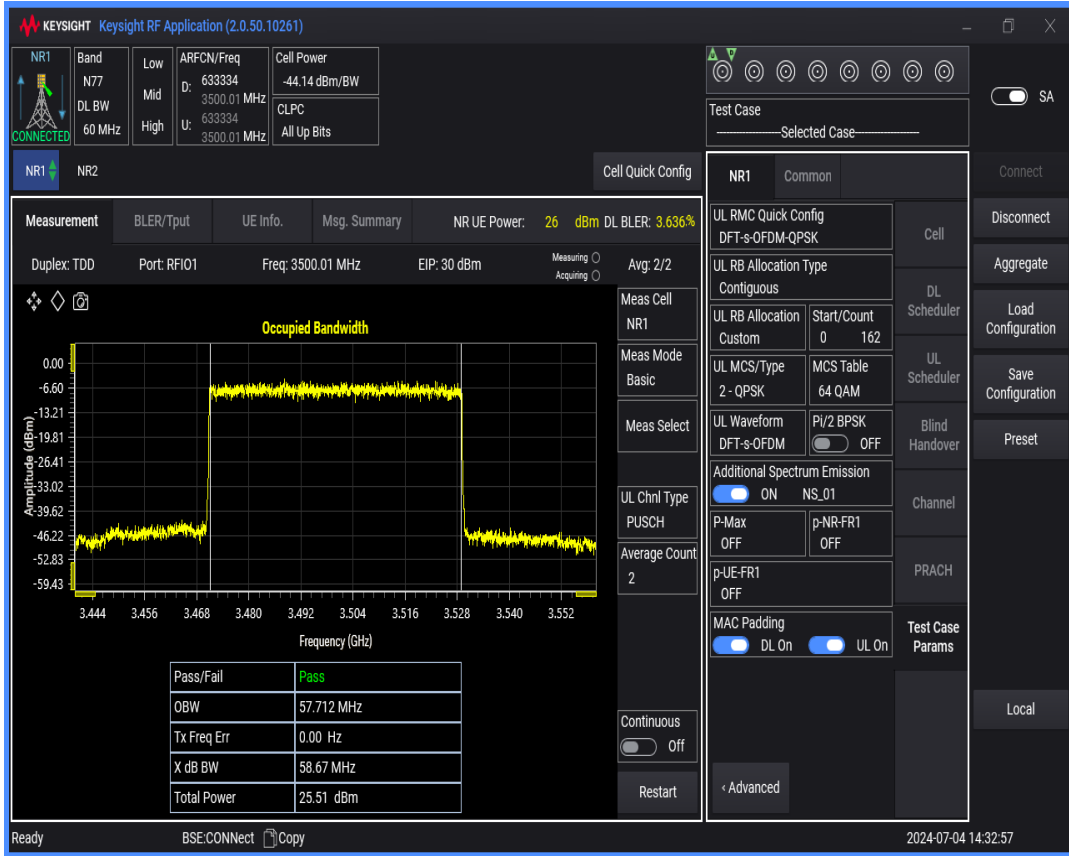 KEYSIGHT Keysight RF Application (2.0.50.10261)
NR1
CONNECTED
Band
N77
DL BW
60 MHz
Low
Mid
High
ARFCN/Freq
D: 633334
3500.01 MHz
U: 633334
3500.01 MHz
Cell Power
-44.14 dBm/BW
CLPC
All Up Bits
Test Case
Selected Case
SA
NR1
NR2
Cell Quick Config
NR1
Common
Connect
Measurement
BLER/Tput
UE Info.
Msg. Summary
NR UE Power: 26 dBm DL BLER: 3.636%
Duplex: TDD
Port: RFIO1
Freq: 3500.01 MHz
EIP: 30 dBm
Measuring
Acquiring
Avg: 2/2
Occupied Bandwidth
Amplitude (dBm)
0.00
-6.60
-13.21
-19.81
-26.41
-33.02
-39.62
-46.22
-52.83
-59.43
3.444 3.456 3.468 3.480 3.492 3.504 3.516 3.528 3.540 3.552
Frequency (GHz)
Pass/Fail Pass
OBW 57.712 MHz
Tx Freq Err 0.00 Hz
X dB BW 58.67 MHz
Total Power 25.51 dBm
Meas Cell
NR1
Meas Mode
Basic
Meas Select
UL Chnl Type
PUSCH
Average Count
2
Continuous
Off
Restart
UL RMC Quick Config
DFT-s-OFDM-QPSK
UL RB Allocation Type
Contiguous
UL RB Allocation
Custom
Start/Count
0 162
UL MCS/Type
2 - QPSK
MCS Table
64 QAM
UL Waveform
DFT-s-OFDM
Pi/2 BPSK
OFF
Additional Spectrum Emission
ON NS_01
P-Max
OFF
p-NR-FR1
OFF
p-UE-FR1
OFF
MAC Padding
DL On UL On
‹ Advanced
Cell
DL
Scheduler
UL
Scheduler
Blind
Handover
Channel
PRACH
Test Case
Params
Disconnect
Aggregate
Load
Configuration
Save
Configuration
Preset
Local
Ready
BSE:CONNect Copy
2024-07-04 14:32:57